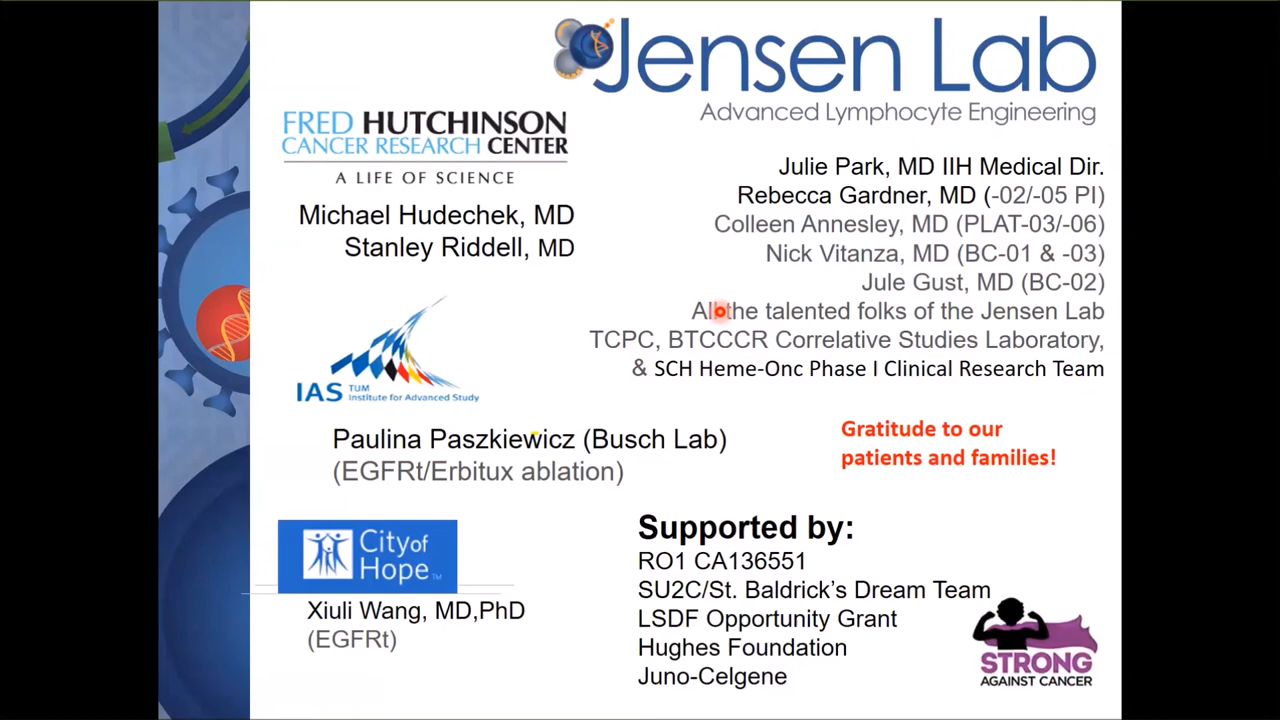 Jensen Lab
Advanced Lymphocyte Engineering
FRED HUTCHINSON
CANCER RESEARCH CENTER
A LIFE OF SCIENCE
Michael Hudechek, MD
Stanley Riddell, MD
Julie Park, MD IIH Medical Dir.
Rebecca Gardner, MD (-02/-05 PI)
Colleen Annesley, MD (PLAT-03/-06)
Nick Vitanza, MD (BC-01 & -03)
Jule Gust, MD (BC-02)
All the talented folks of the Jensen Lab
TCPC, BTCCCR Correlative Studies Laboratory,
& SCH Heme-Onc Phase I Clinical Research Team
IAS TUM
Institute for Advanced Study
Paulina Paszkiewicz (Busch Lab)
(EGFRt/Erbitux ablation)
Gratitude to our
patients and families!
City of
Hope™
Xiuli Wang, MD,PhD
(EGFRt)
Supported by:
RO1 CA136551
SU2C/St. Baldrick’s Dream Team
LSDF Opportunity Grant
Hughes Foundation
Juno-Celgene
STRONG
AGAINST CANCER